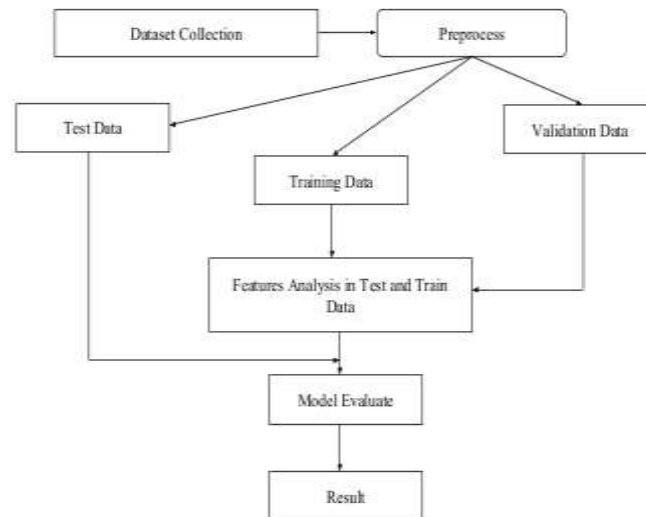 Dataset Collection
Preprocess
Test Data
Validation Data
Training Data
Features Analysis in Test and Train
Data
Model Evaluate
Result